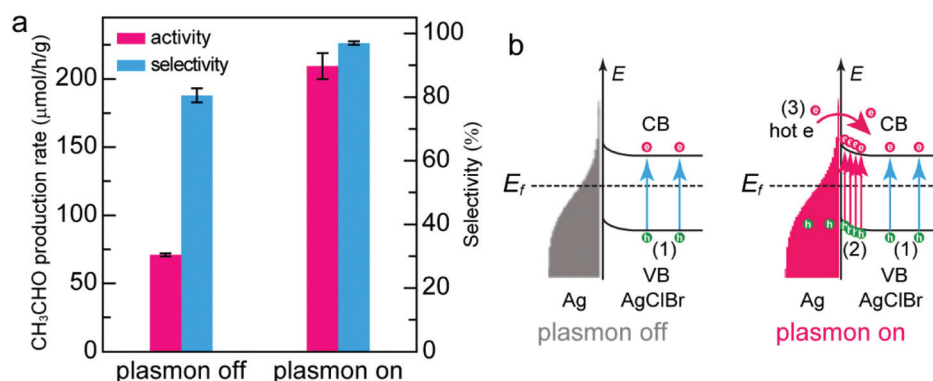 a
activity
selectivity
CH₃CHO production rate (μmol/h/g)
200
150
100
75
50
0
Selectivity (%)
100
80
60
40
20
0
plasmon off
plasmon on
b
E
CB
e e
E_f
h h
(1)
VB
Ag AgClBr
plasmon off
E
(3) e e
hot e
CB
e e e e e e
h h h h h h h h
(2) (1)
VB
Ag AgClBr
plasmon on